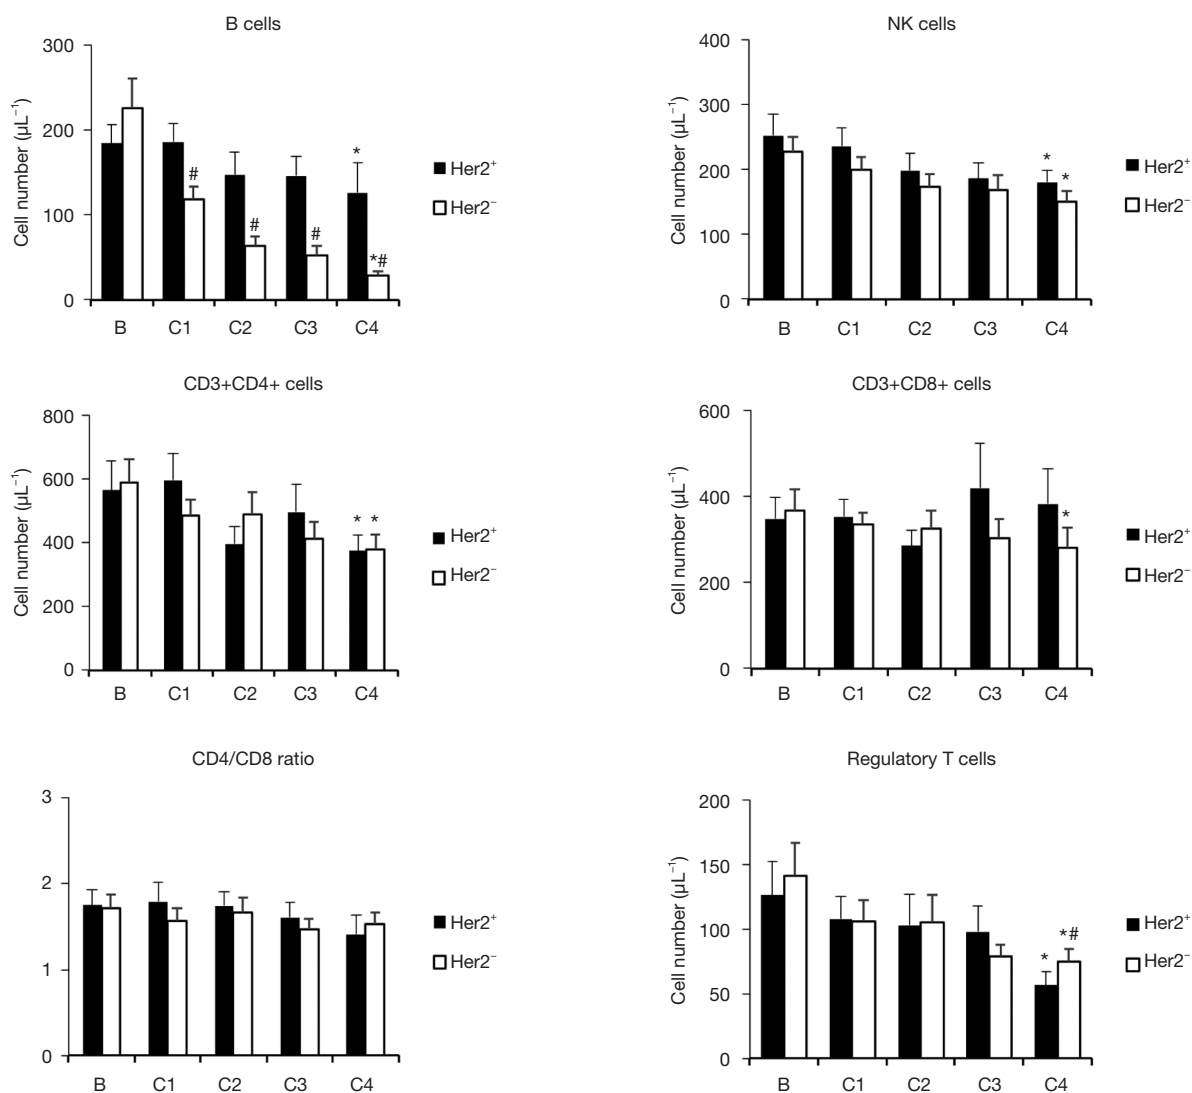 B cells
300
200
100
0
Cell number (μL⁻¹)
#
#
#
*
*#
B C1 C2 C3 C4
Her2⁺
Her2⁻
NK cells
400
300
200
100
0
Cell number (μL⁻¹)
*
*
B C1 C2 C3 C4
Her2⁺
Her2⁻
CD3+CD4+ cells
800
600
400
200
0
Cell number (μL⁻¹)
* *
B C1 C2 C3 C4
Her2⁺
Her2⁻
CD3+CD8+ cells
600
400
200
0
Cell number (μL⁻¹)
*
B C1 C2 C3 C4
Her2⁺
Her2⁻
CD4/CD8 ratio
3
2
1
0
B C1 C2 C3 C4
Her2⁺
Her2⁻
Regulatory T cells
200
150
100
50
0
Cell number (μL⁻¹)
*
*#
B C1 C2 C3 C4
Her2⁺
Her2⁻